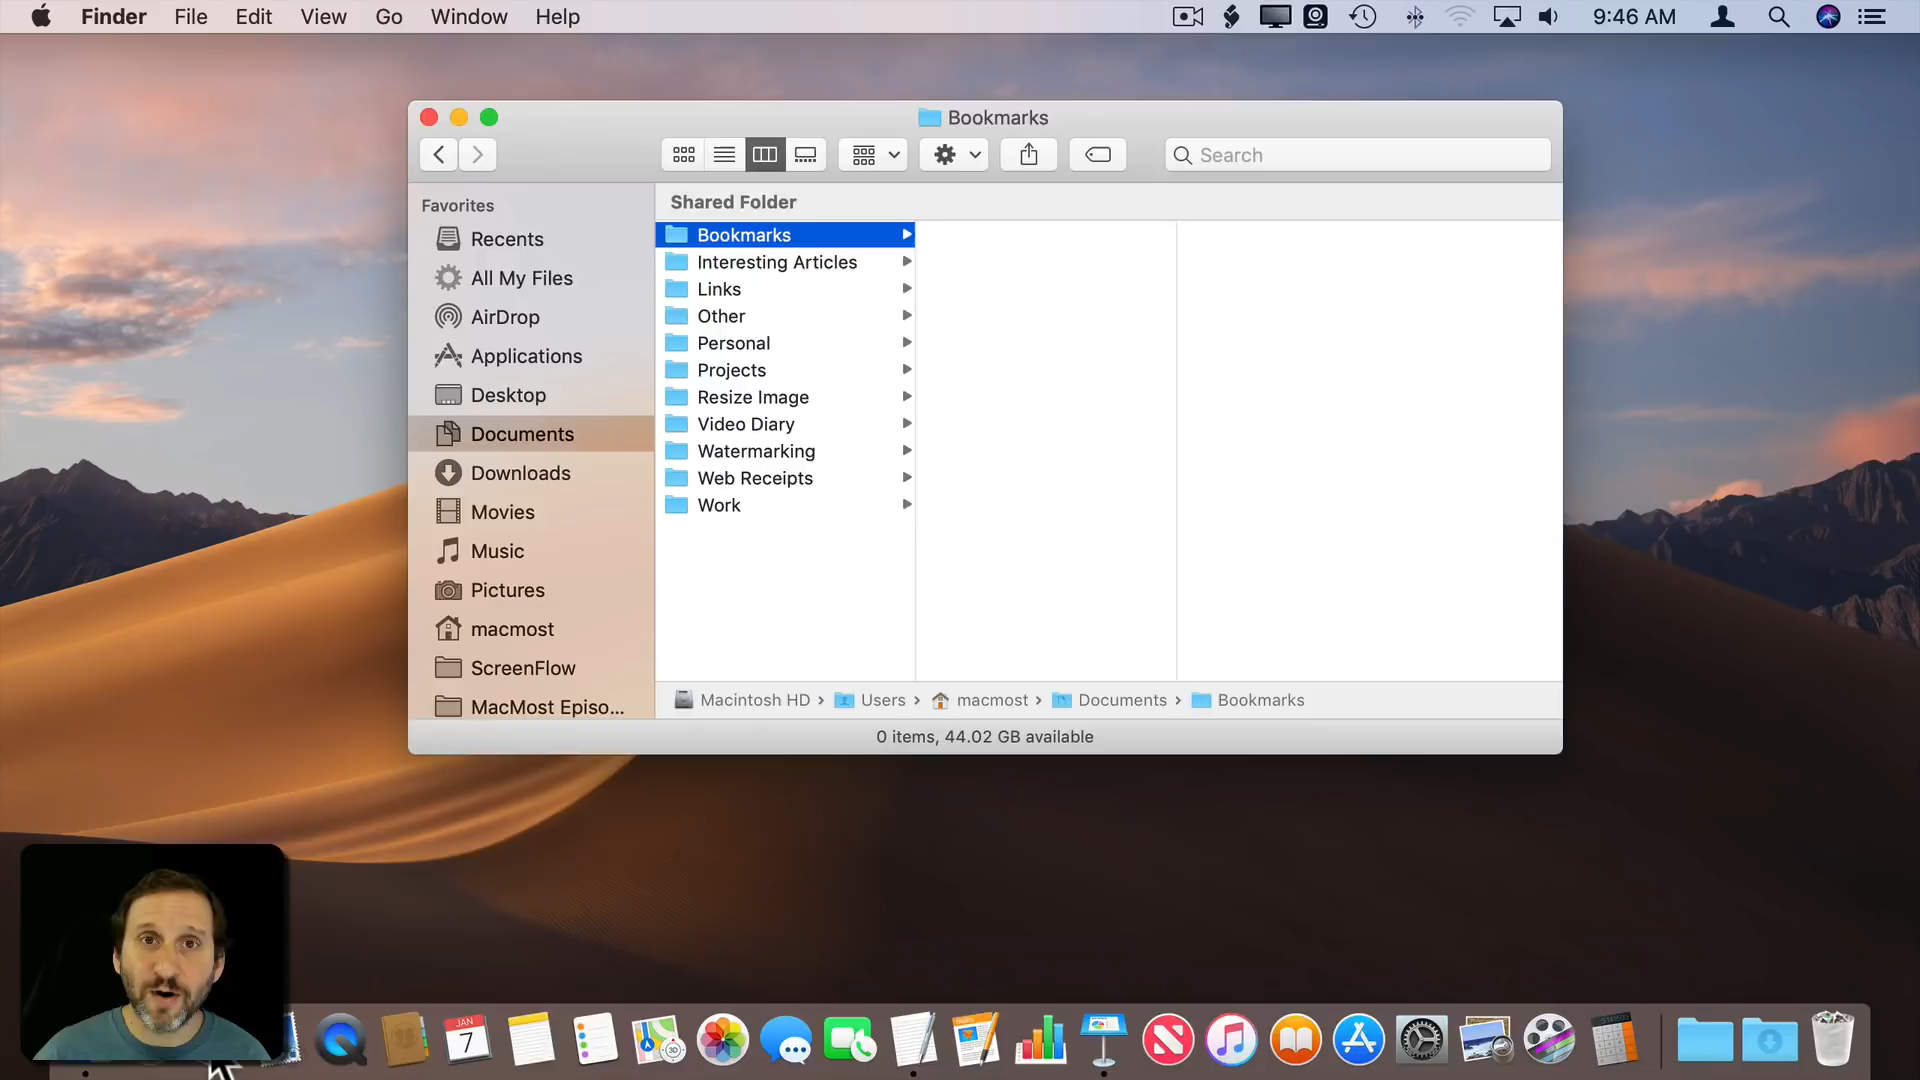 Finder File Edit View Go Window Help 9:46 AM
Bookmarks
Search
Favorites
Recents
All My Files
AirDrop
Applications
Desktop
Documents
Downloads
Movies
Music
Pictures
macmost
ScreenFlow
MacMost Episo...
Shared Folder
Bookmarks
Interesting Articles
Links
Other
Personal
Projects
Resize Image
Video Diary
Watermarking
Web Receipts
Work
Macintosh HD › Users › macmost › Documents › Bookmarks
0 items, 44.02 GB available
JAN
7
3D